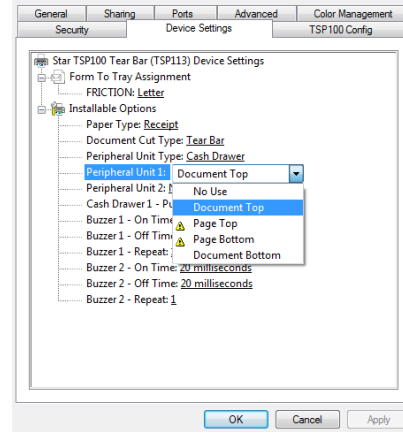 General Sharing Ports Advanced Color Management
Security Device Settings TSP100 Config
Star TSP100 Tear Bar (TSP113) Device Settings
Form To Tray Assignment
FRICTION: Letter
Installable Options
Paper Type: Receipt
Document Cut Type: Tear Bar
Peripheral Unit Type: Cash Drawer
Peripheral Unit 1: Document Top
No Use
Document Top
Page Top
Page Bottom
Document Bottom
Peripheral Unit 2:
Cash Drawer 1 -
Buzzer 1 - On Time
Buzzer 1 - Off Time
Buzzer 1 - Repeat:
Buzzer 2 - On Time: 20 milliseconds
Buzzer 2 - Off Time: 20 milliseconds
Buzzer 2 - Repeat: 1
OK Cancel Apply